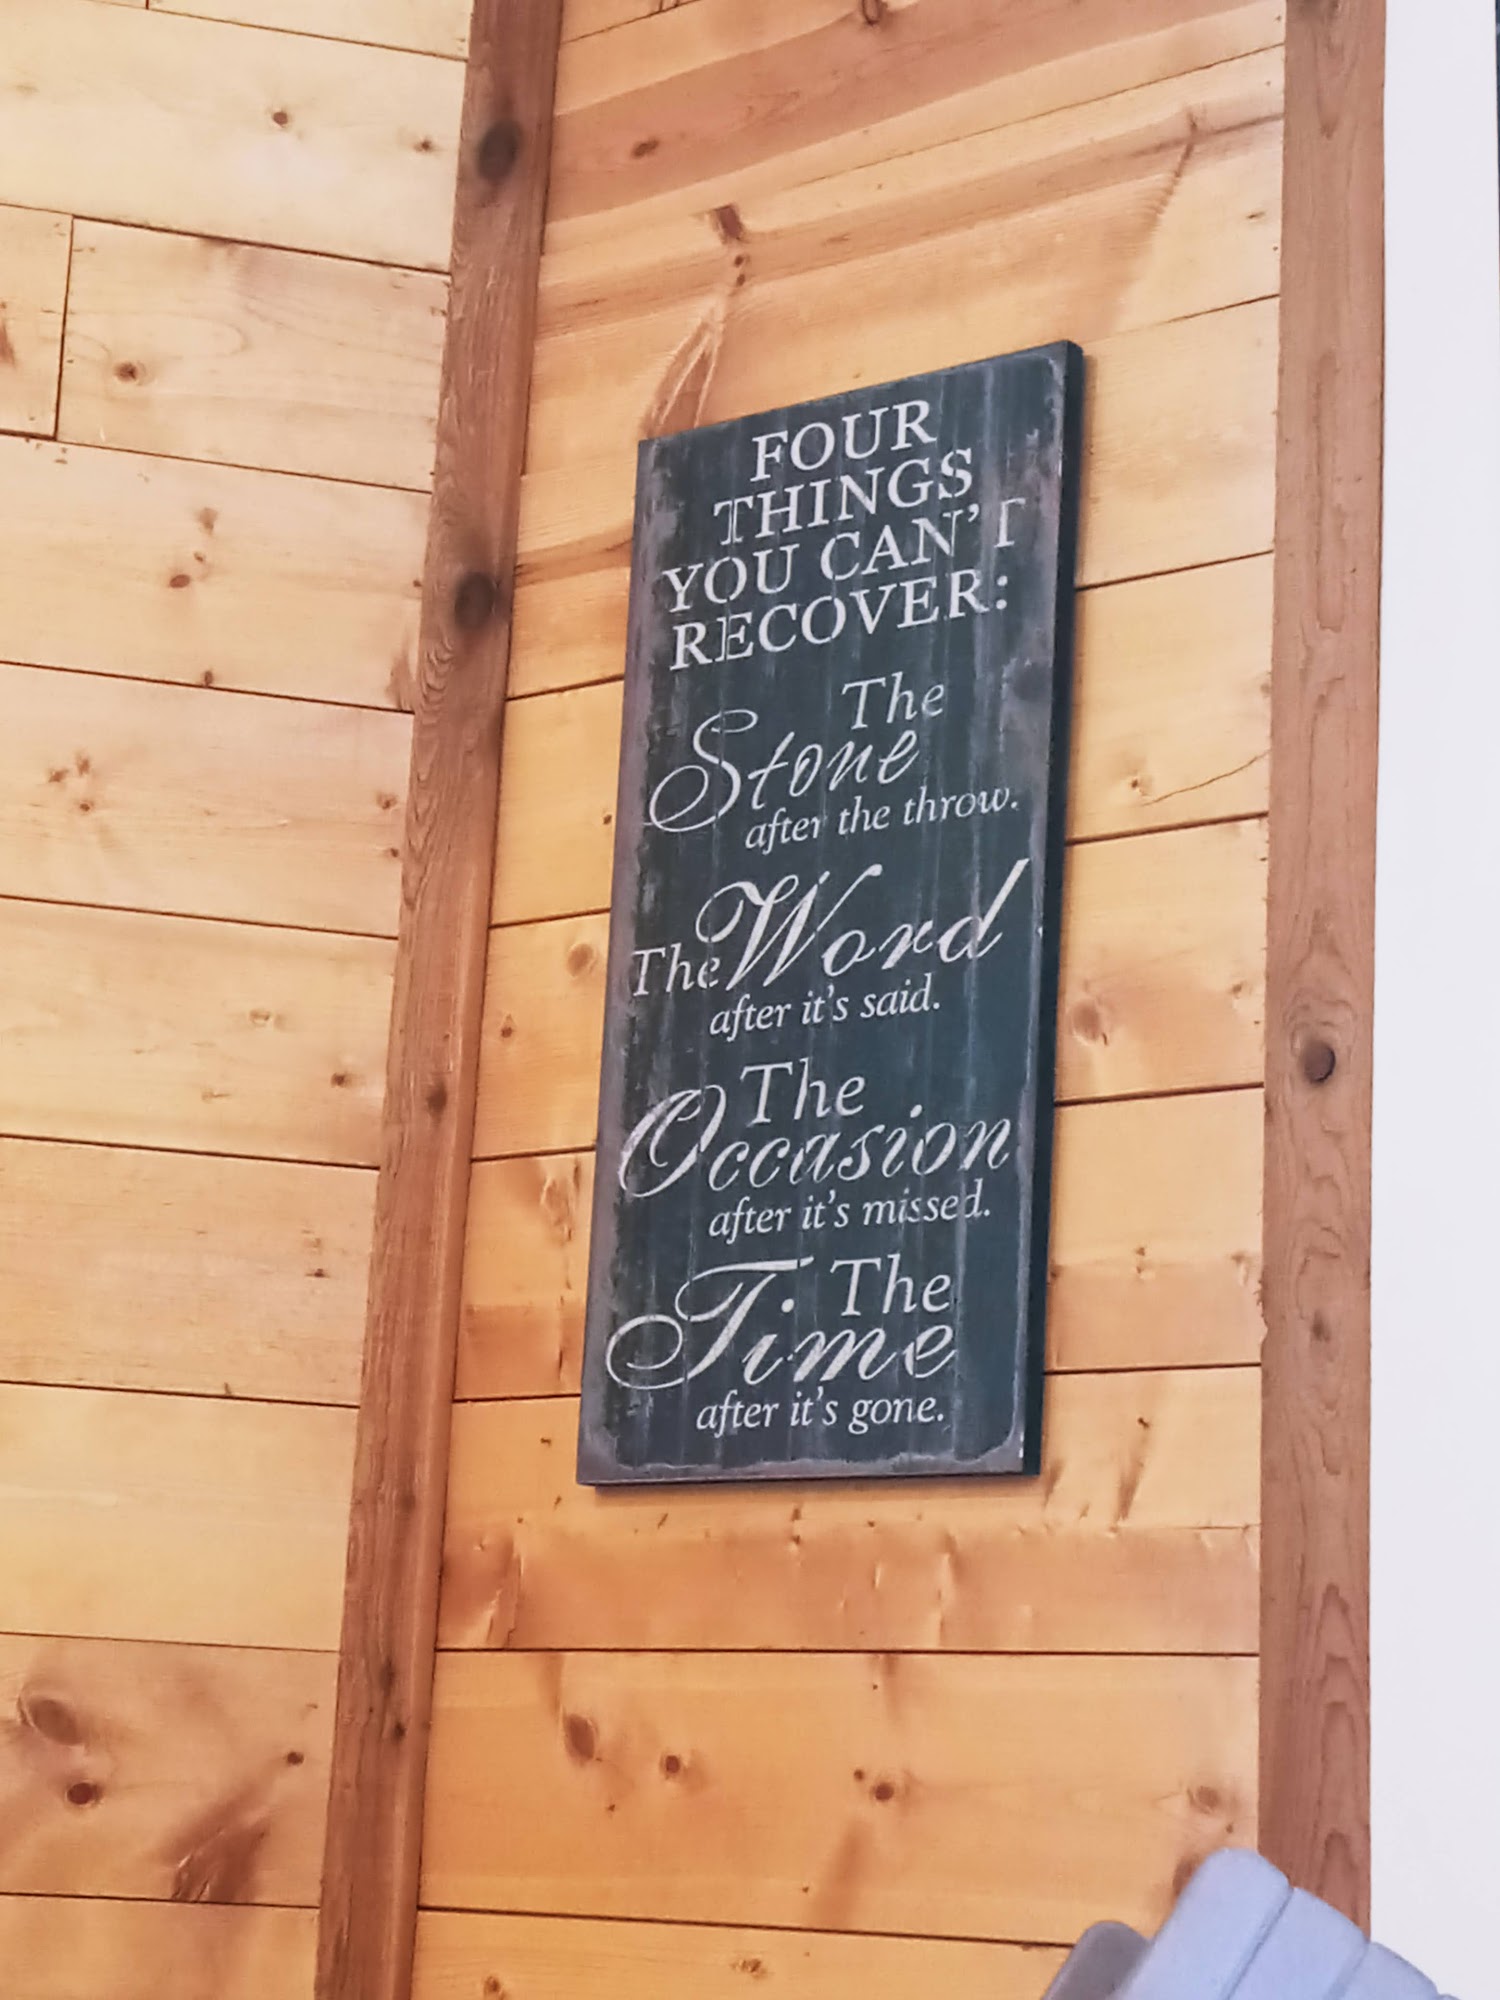 FOUR
THINGS
YOU CAN'T
RECOVER:
The
Stone
after the throw.
The Word
after it's said.
The
Occasion
after it's missed.
The
Time
after it's gone.